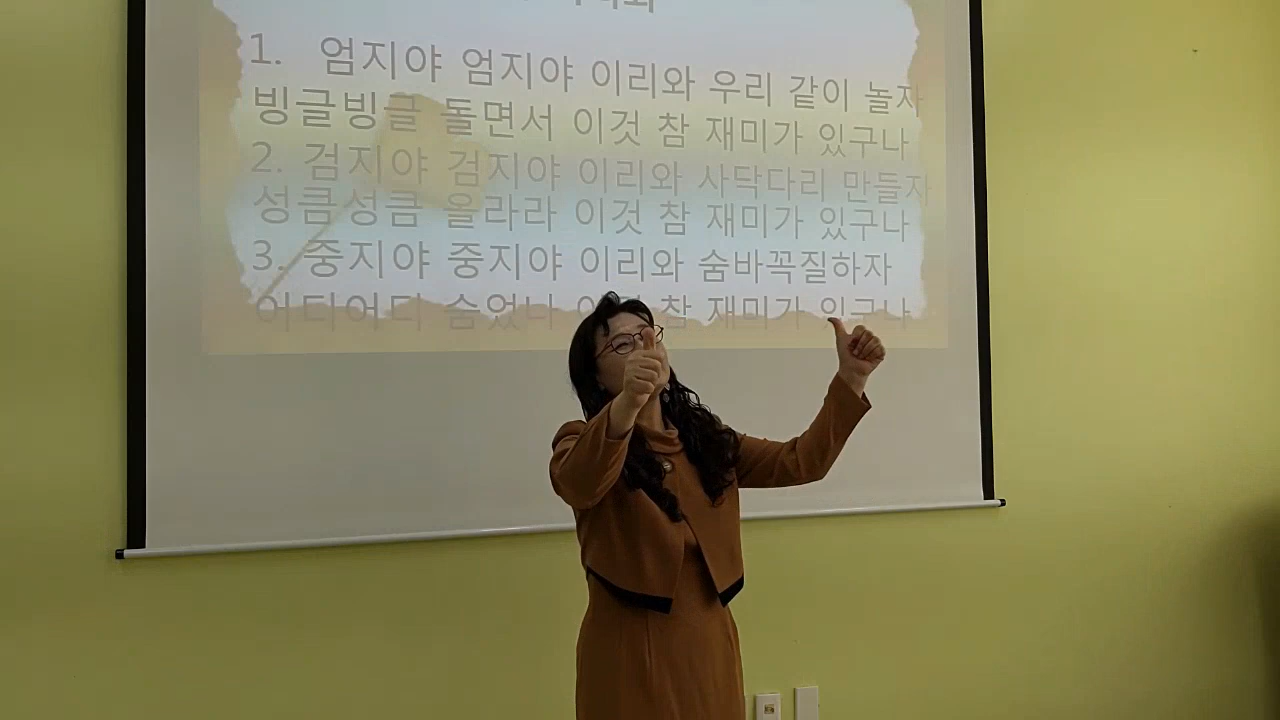 1. 엄지야 엄지야 이리와 우리 같이 놀자
빙글빙글 돌면서 이것 참 재미가 있구나
2. 검지야 검지야 이리와 사닥다리 만들자
성큼성큼 올라라 이것 참 재미가 있구나
3. 중지야 중지야 이리와 숨바꼭질하자
어디어디 숨었나 참 재미가 있구나